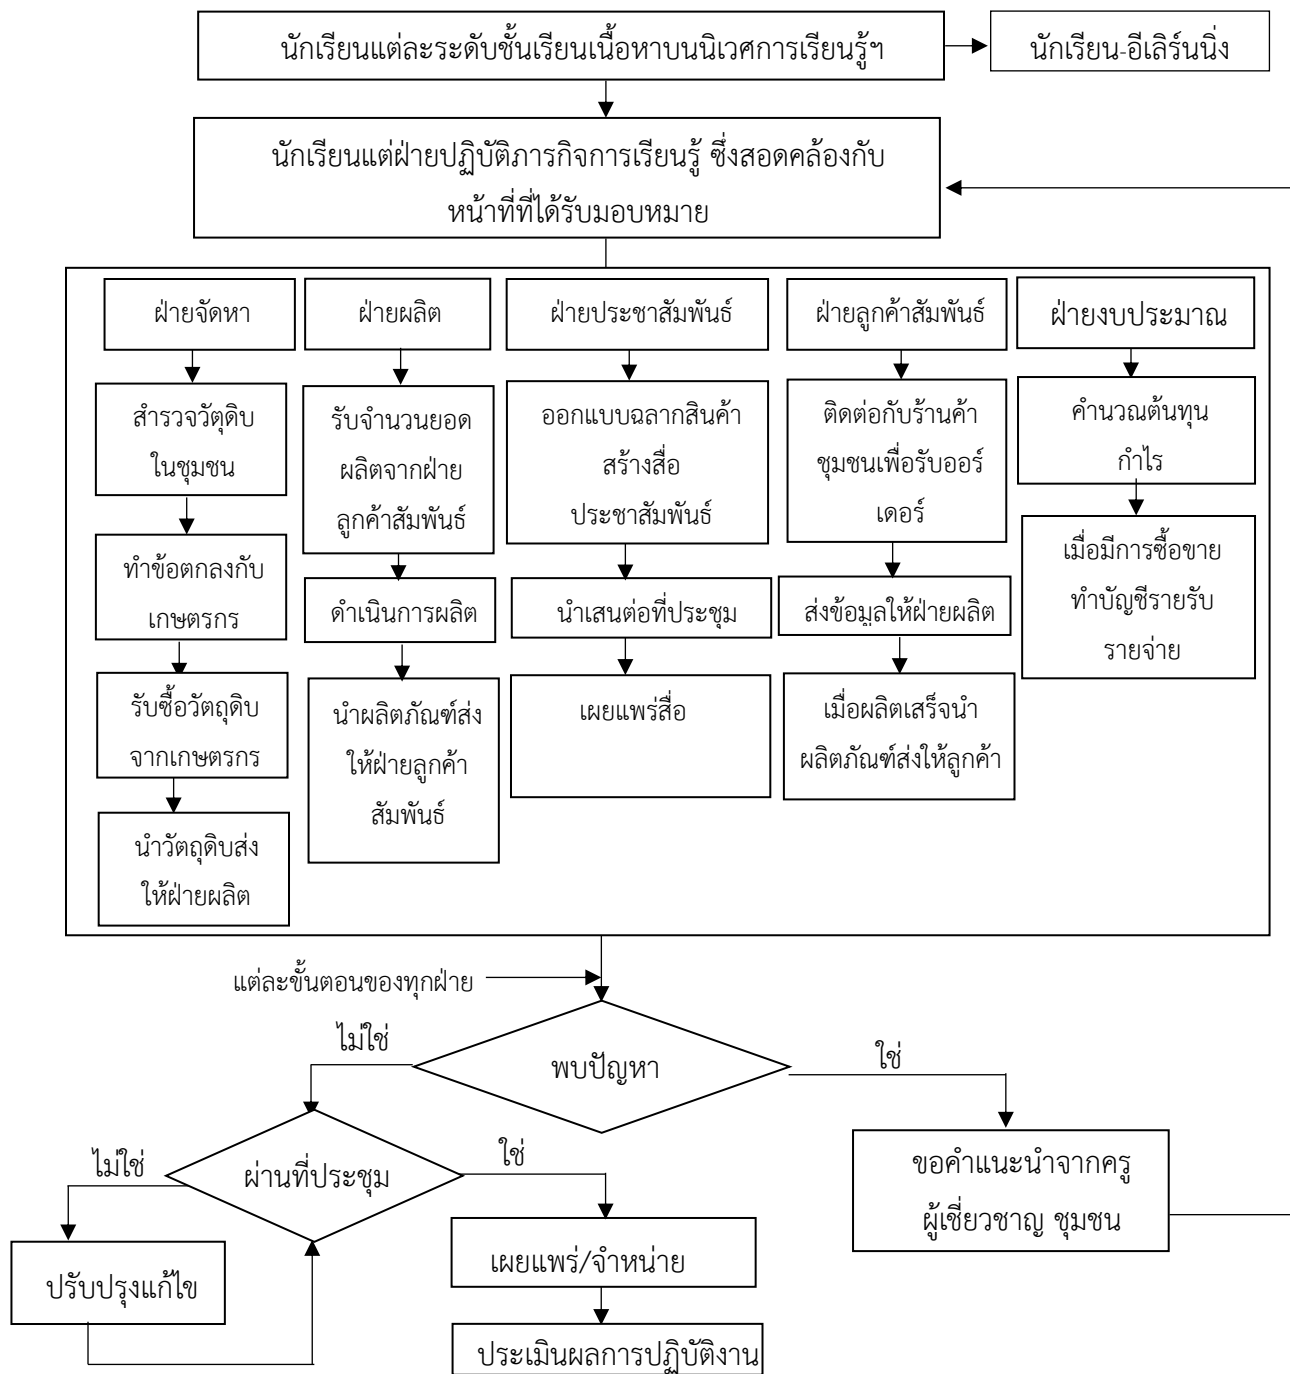 นักเรียนแต่ละระดับชั้นเรียนเนื้อหาบนนิเวศการเรียนรู้ฯ
นักเรียน-อีเลิร์นนิ่ง
นักเรียนแต่ฝ่ายปฏิบัติภารกิจการเรียนรู้ ซึ่งสอดคล้องกับ
หน้าที่ที่ได้รับมอบหมาย
ฝ่ายจัดหา
สำรวจวัตุดิบ
ในชุมชน
ทำข้อตกลงกับ
เกษตรกร
รับซื้อวัตถุดิบ
จากเกษตรกร
นำวัตถุดิบส่ง
ให้ฝ่ายผลิต
ฝ่ายผลิต
รับจำนวนยอด
ผลิตจากฝ่าย
ลูกค้าสัมพันธ์
ดำเนินการผลิต
นำผลิตภัณฑ์ส่ง
ให้ฝ่ายลูกค้า
สัมพันธ์
ฝ่ายประชาสัมพันธ์
ออกแบบฉลากสินค้า
สร้างสื่อ
ประชาสัมพันธ์
นำเสนต่อที่ประชุม
เผยแพร่สื่อ
ฝ่ายลูกค้าสัมพันธ์
ติดต่อกับร้านค้า
ชุมชนเพื่อรับออร์
เดอร์
ส่งข้อมูลให้ฝ่ายผลิต
เมื่อผลิตเสร็จนำ
ผลิตภัณฑ์ส่งให้ลูกค้า
ฝ่ายงบประมาณ
คำนวณต้นทุน
กำไร
เมื่อมีการซื้อขาย
ทำบัญชีรายรับ
รายจ่าย
แต่ละขั้นตอนของทุกฝ่าย
พบปัญหา
ไม่ใช่
ใช่
ผ่านที่ประชุม
ไม่ใช่
ใช่
ขอคำแนะนำจากครู
ผู้เชี่ยวชาญ ชุมชน
ปรับปรุงแก้ไข
เผยแพร่/จำหน่าย
ประเมินผลการปฏิบัติงาน